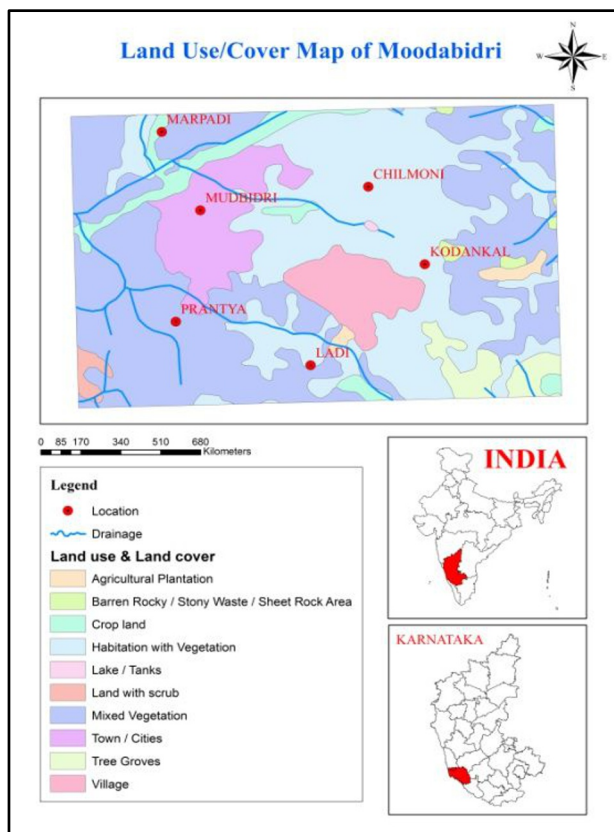 Land Use/Cover Map of Moodabidri
N
W E
S
MARPADI
CHILMONI
MUDBIDRI
KODANKAL
PRANTYA
LADI
0 85 170 340 510 680
Kilometers
Legend
Location
Drainage
Land use & Land cover
Agricultural Plantation
Barren Rocky / Stony Waste / Sheet Rock Area
Crop land
Habitation with Vegetation
Lake / Tanks
Land with scrub
Mixed Vegetation
Town / Cities
Tree Groves
Village
INDIA
KARNATAKA